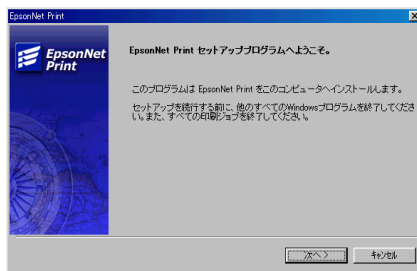 EpsonNet Print
EpsonNet
Print
EpsonNet Print セットアッププログラムへようこそ。
このプログラムは EpsonNet Print をこのコンピュータへインストールします。
セットアップを続行する前に、他のすべてのWindowsプログラムを終了してくださ
い。また、すべての印刷ジョブを終了してください。
次へ >
キャンセル